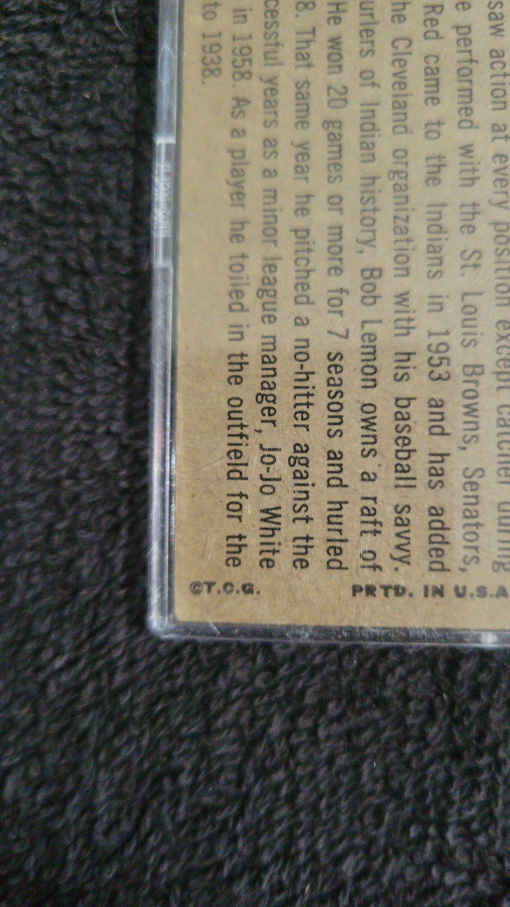 saw action at every position except catcher during
e performed with the St. Louis Browns, Senators,
Red came to the Indians in 1953 and has added
he Cleveland organization with his baseball savvy.
urlers of Indian history, Bob Lemon owns a raft of
He won 20 games or more for 7 seasons and hurled
8. That same year he pitched a no-hitter against the
cessful years as a minor league manager, Jo-Jo White
in 1958. As a player he toiled in the outfield for the
to 1938.
©T.C.G. PRTD. IN U.S.A